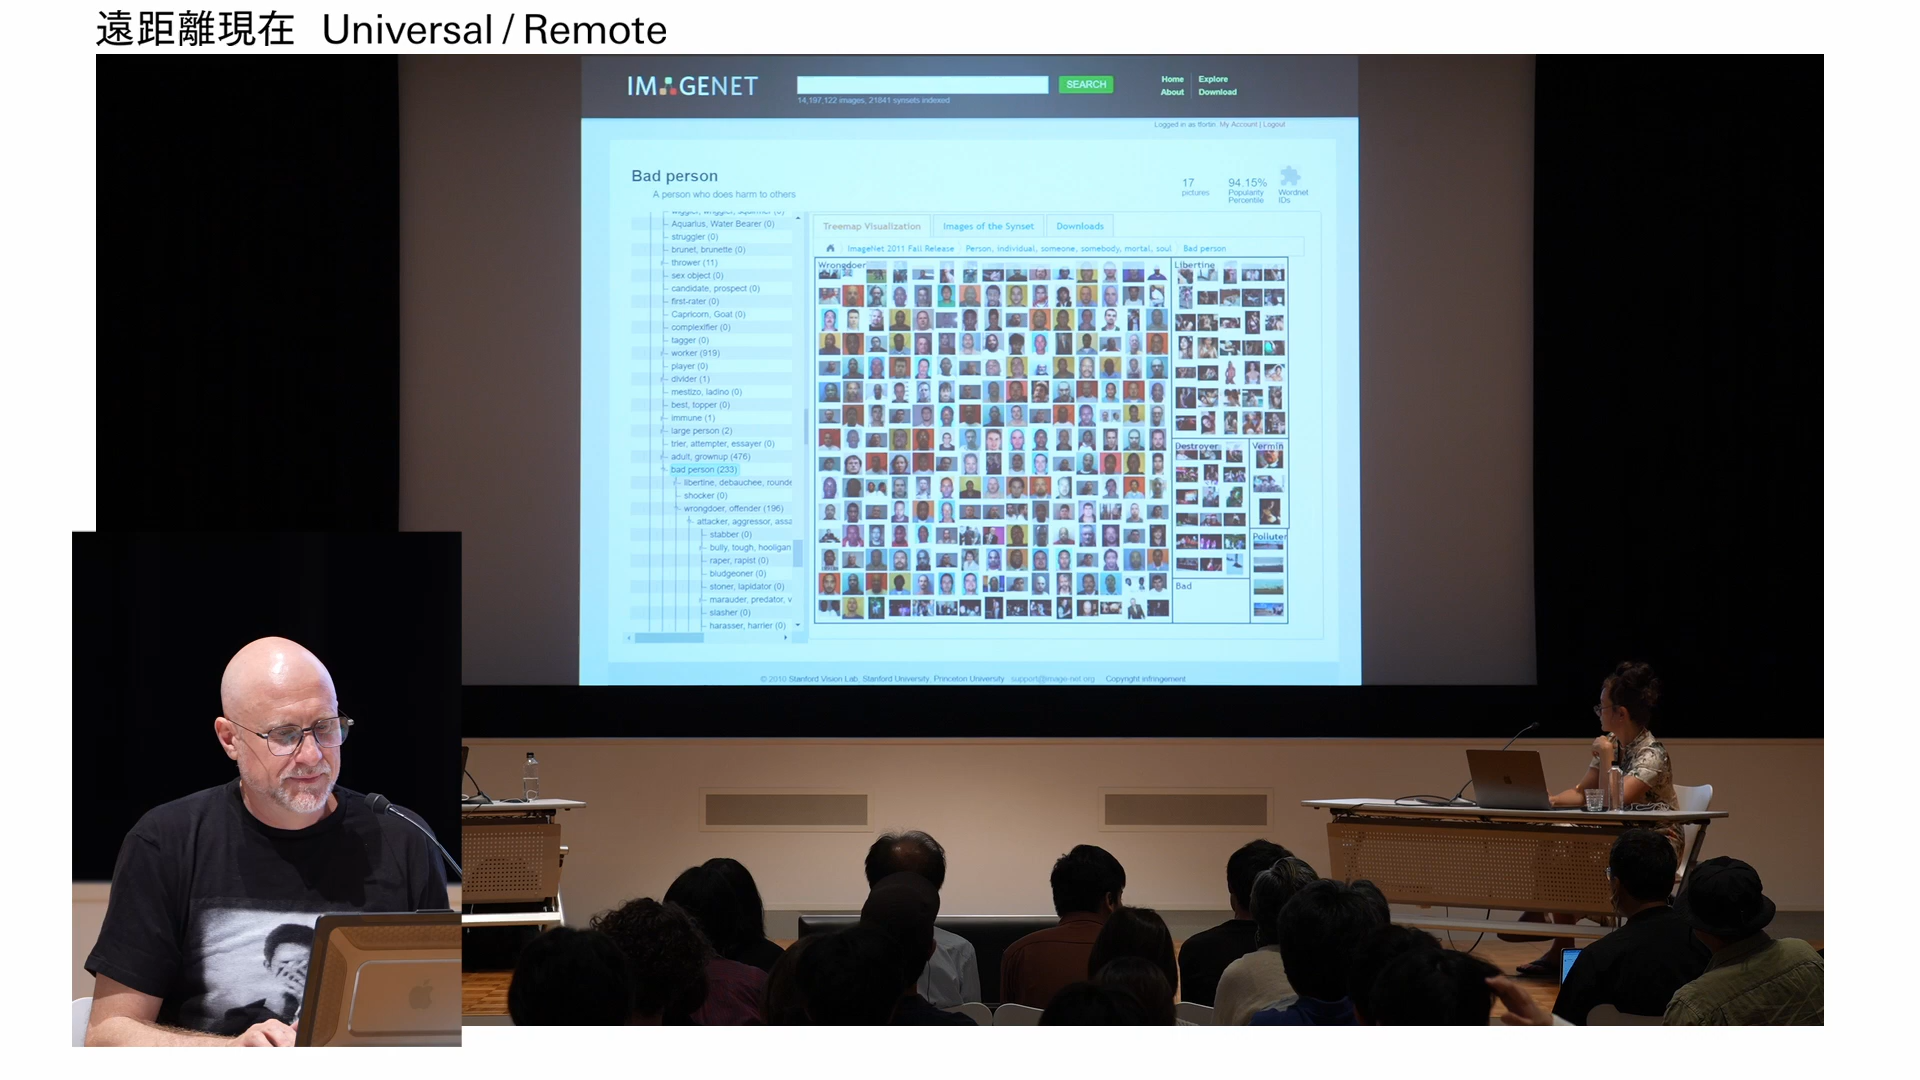 遠距離現在 Universal / Remote
IMAGENET
SEARCH
14,197,122 images, 21841 synsets indexed
Home
Explore
About
Download
Logged in as tfortin. My Account | Logout
Bad person
A person who does harm to others
17
pictures
94.15%
Popularity
Percentile
Wordnet
IDs
Aquarius, Water Bearer (0)
struggler (0)
brunet, brunette (0)
thrower (11)
sex object (0)
candidate, prospect (0)
first-rater (0)
Capricorn, Goat (0)
complexifier (0)
tagger (0)
worker (919)
player (0)
divider (1)
mestizo, ladino (0)
best, topper (0)
immune (1)
large person (2)
trier, attempter, essayer (0)
adult, grownup (476)
bad person (233)
libertine, debauchee, rounde
shocker (0)
wrongdoer, offender (196)
attacker, aggressor, assa
stabber (0)
bully, tough, hooligan
raper, rapist (0)
bludgeoner (0)
stoner, lapidator (0)
marauder, predator, v
slasher (0)
harasser, harrier (0)
Treemap Visualization
Images of the Synset
Downloads
ImageNet 2011 Fall Release
Person, individual, someone, somebody, mortal, soul
Bad person
Wrongdoer
Libertine
Destroyer
Vermin
Polluter
Bad
© 2010 Stanford Vision Lab, Stanford University, Princeton University support@image-net.org Copyright infringement